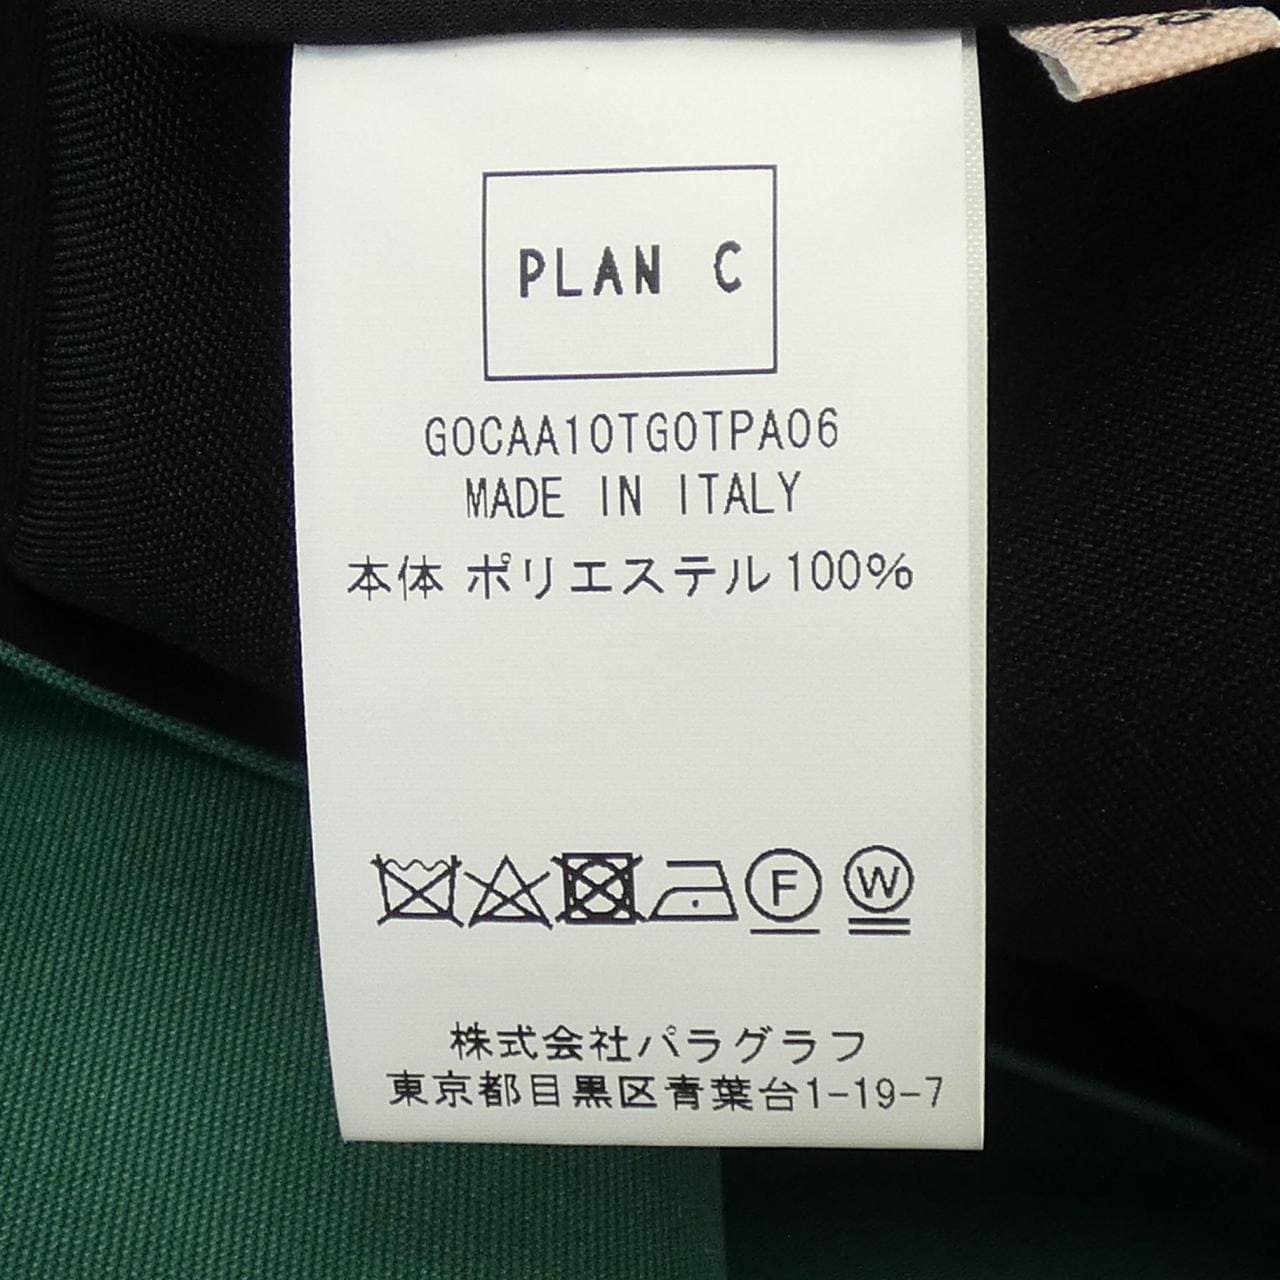 PLAN C
GOCAA10TGOTPA06
MADE IN ITALY
本体 ポリエステル100%
F
W
株式会社パラグラフ
東京都目黒区青葉台1-19-7